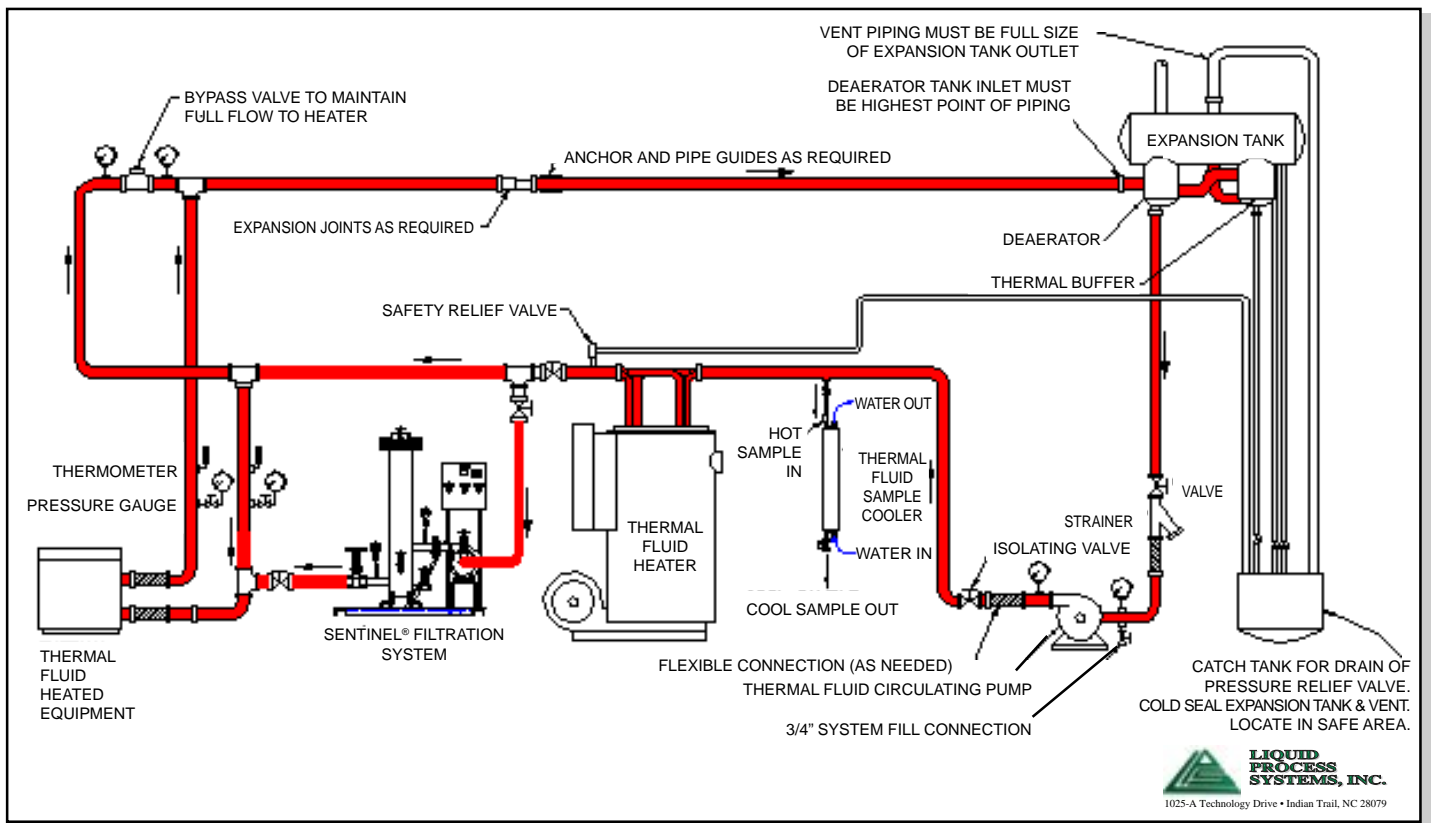 VENT PIPING MUST BE FULL SIZE
OF EXPANSION TANK OUTLET
DEAERATOR TANK INLET MUST
BE HIGHEST POINT OF PIPING
BYPASS VALVE TO MAINTAIN
FULL FLOW TO HEATER
EXPANSION TANK
ANCHOR AND PIPE GUIDES AS REQUIRED
EXPANSION JOINTS AS REQUIRED
DEAERATOR
THERMAL BUFFER
SAFETY RELIEF VALVE
WATER OUT
HOT
SAMPLE
IN
THERMAL
FLUID
SAMPLE
COOLER
THERMOMETER
PRESSURE GAUGE
VALVE
STRAINER
ISOLATING VALVE
THERMAL
FLUID
HEATER
WATER IN
COOL SAMPLE OUT
SENTINEL® FILTRATION
SYSTEM
THERMAL
FLUID
HEATED
EQUIPMENT
FLEXIBLE CONNECTION (AS NEEDED)
THERMAL FLUID CIRCULATING PUMP
3/4” SYSTEM FILL CONNECTION
CATCH TANK FOR DRAIN OF
PRESSURE RELIEF VALVE.
COLD SEAL EXPANSION TANK & VENT.
LOCATE IN SAFE AREA.
LIQUID
PROCESS
SYSTEMS, INC.
1025-A Technology Drive • Indian Trail, NC 28079